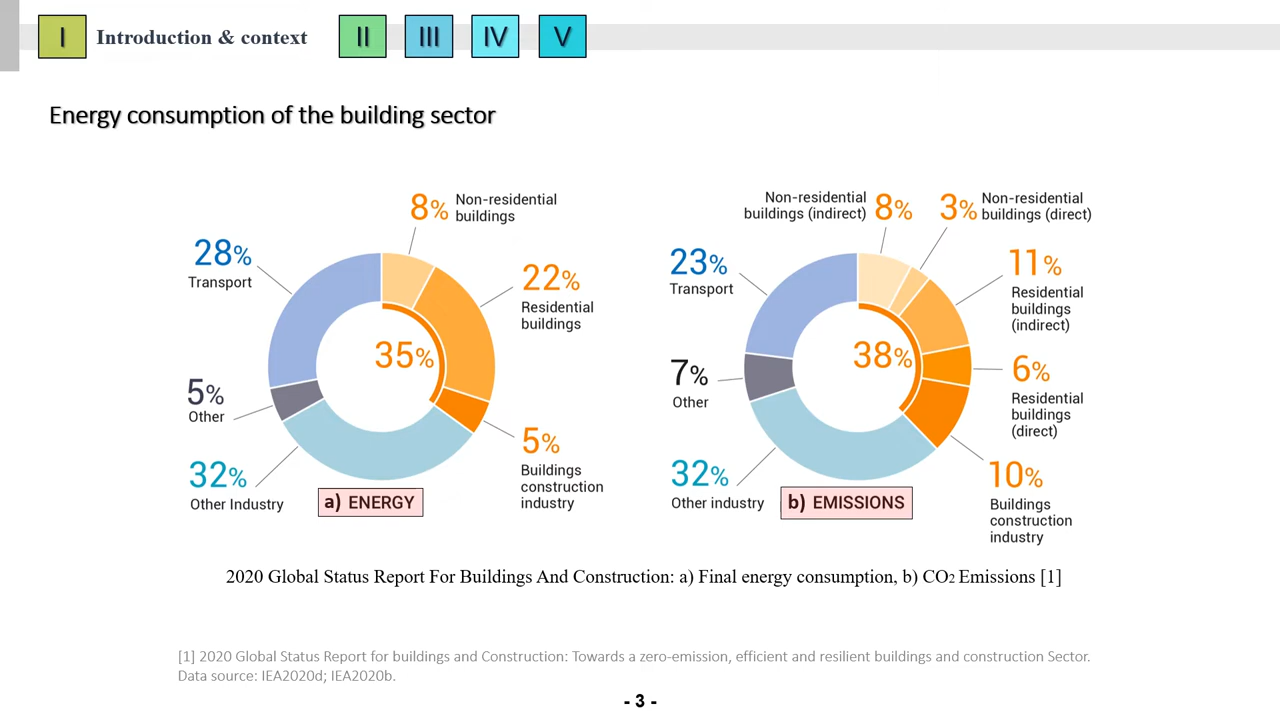 I
Introduction & context
II
III
IV
V
Energy consumption of the building sector
8%
Non-residential
buildings
28%
Transport
22%
Residential
buildings
35%
5%
Other
5%
Buildings
construction
industry
32%
Other Industry
a) ENERGY
Non-residential
buildings (indirect)
8%
3%
Non-residential
buildings (direct)
23%
Transport
11%
Residential
buildings
(indirect)
38%
7%
Other
6%
Residential
buildings
(direct)
32%
Other industry
10%
Buildings
construction
industry
b) EMISSIONS
2020 Global Status Report For Buildings And Construction: a) Final energy consumption, b) CO2 Emissions [1]
[1] 2020 Global Status Report for buildings and Construction: Towards a zero-emission, efficient and resilient buildings and construction Sector.
Data source: IEA2020d; IEA2020b.
- 3 -